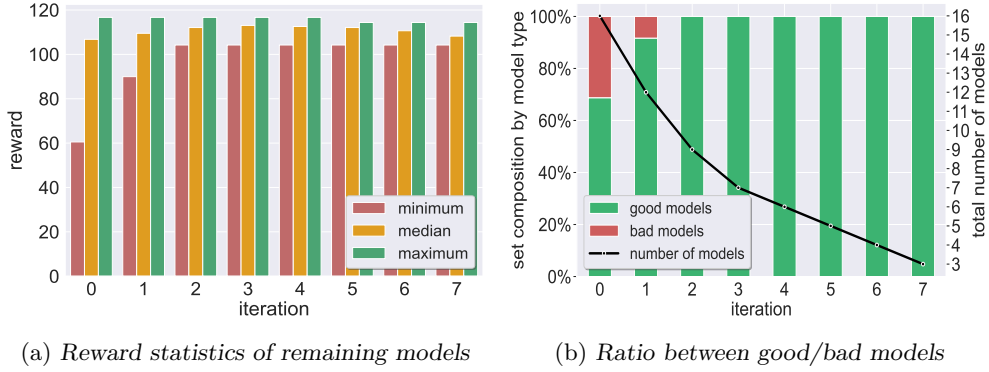 120
100
80
60
40
20
0
reward
0 1 2 3 4 5 6 7
iteration
minimum
median
maximum
(a) Reward statistics of remaining models
100%
80%
60%
40%
20%
0%
set composition by model type
0 1 2 3 4 5 6 7
iteration
good models
bad models
number of models
16
15
14
13
12
11
10
9
8
7
6
5
4
3
total number of models
(b) Ratio between good/bad models